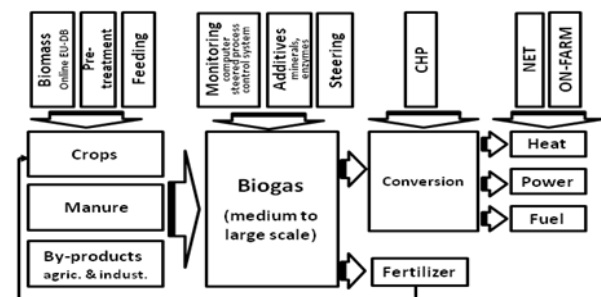 Biomass
Online EU-DB
Pre-
treatment
Feeding
Monitoring
computer
steered process
control system
Additives
minerals,
enzymes
Steering
CHP
NET
ON-FARM
Crops
Manure
By-products
agric. & indust.
Biogas
(medium to
large scale)
Conversion
Fertilizer
Heat
Power
Fuel